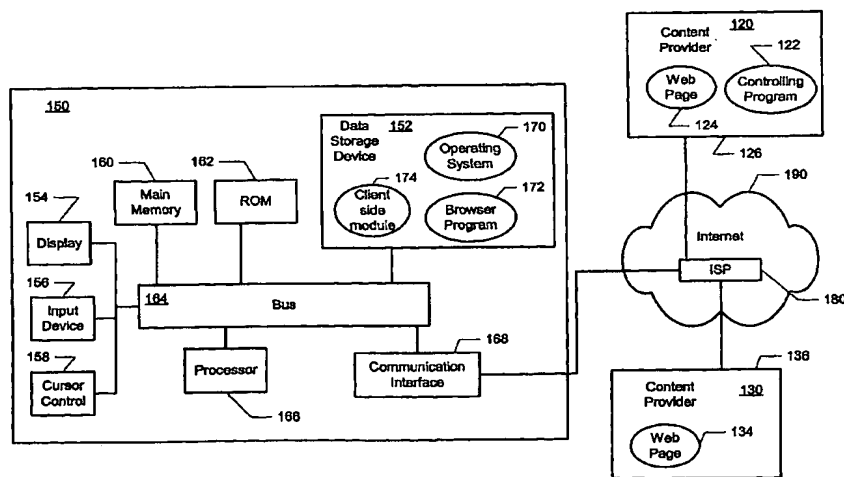 150
160
Main
Memory
162
ROM
Data
Storage
Device
152
170
Operating
System
174
Client
side
module
172
Browser
Program
154
Display
156
Input
Device
158
Cursor
Control
164
Bus
Processor
166
168
Communication
Interface
Content
Provider
120
122
Web
Page
Controlling
Program
124
126
190
Internet
ISP
180
136
Content
Provider
130
Web
Page
134